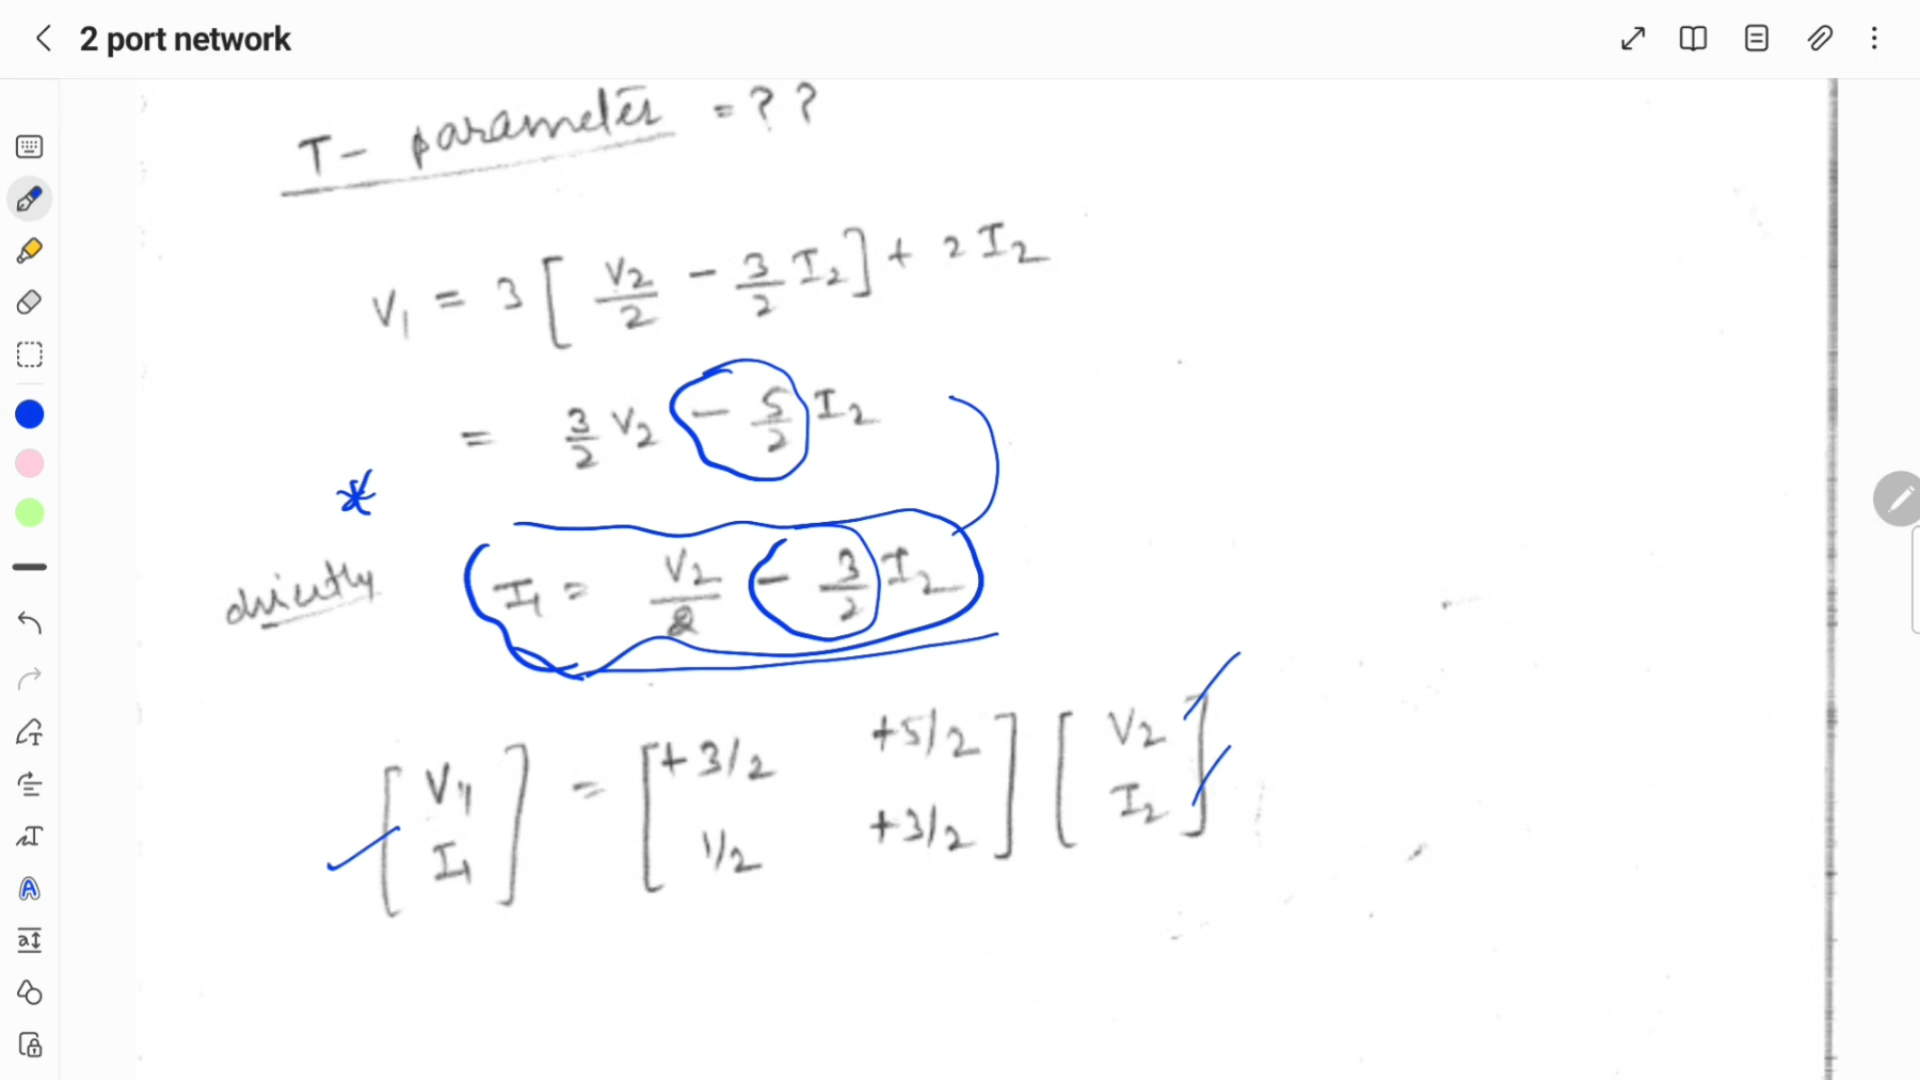 2 port network
T - parameter = ??
V₁ = 3 [ V₂/2 - 3/2 I₂ ] + 2 I₂
= 3/2 V₂ - 5/2 I₂
*
directly I₁ = V₂/2 - 3/2 I₂
[ V₁ ] = [ +3/2 +5/2 ] [ V₂ ]
[ I₁ ] [ 1/2 +3/2 ] [ I₂ ]